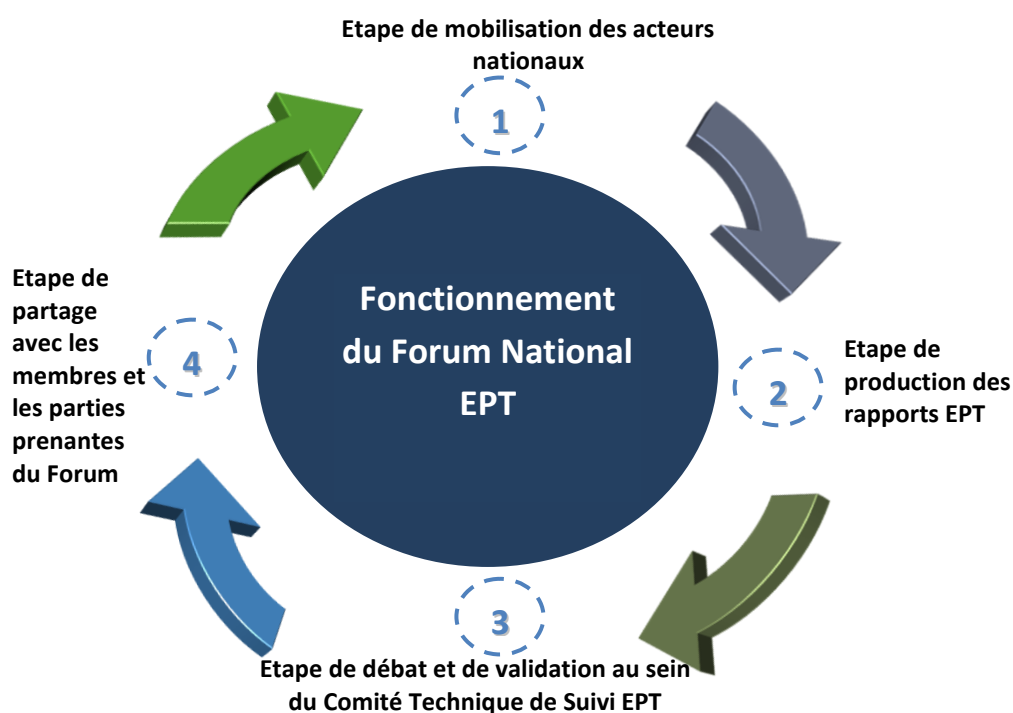 Etape de mobilisation des acteurs
nationaux
1
Fonctionnement
du Forum National
EPT
2
Etape de
production des
rapports EPT
3
Etape de débat et de validation au sein
du Comité Technique de Suivi EPT
4
Etape de
partage
avec les
membres et
les parties
prenantes
du Forum